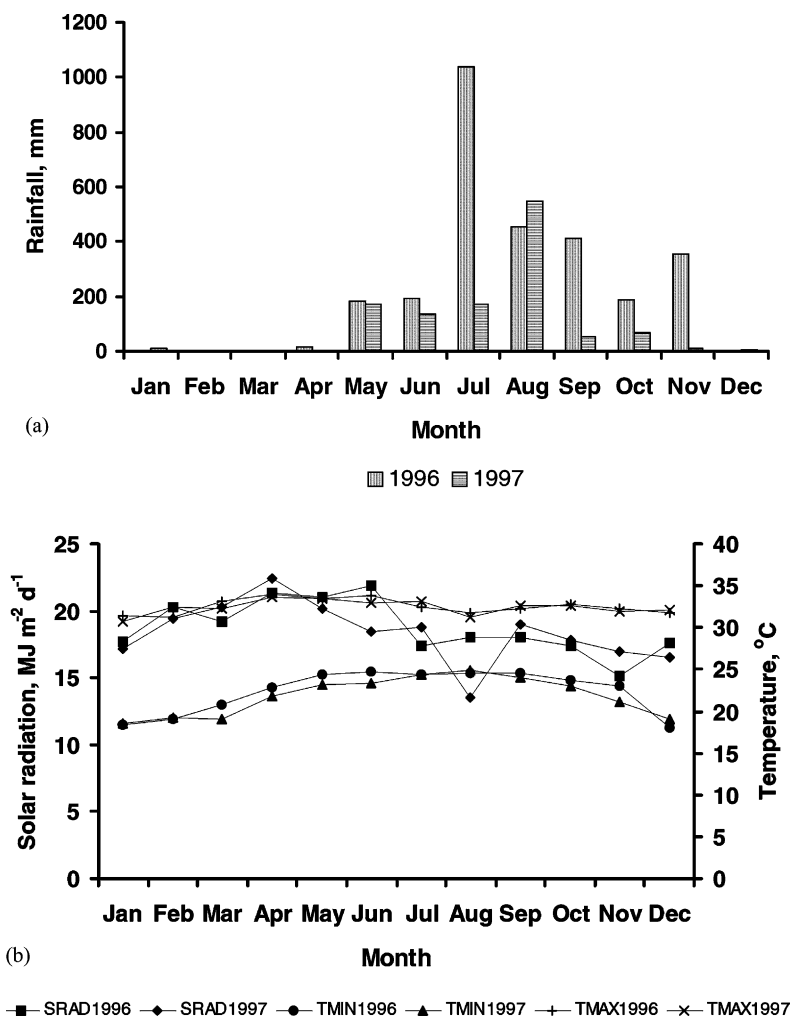 1200
1000
800
600
400
200
0
Rainfall, mm
Jan Feb Mar Apr May Jun Jul Aug Sep Oct Nov Dec
(a)
Month
1996 1997
25
20
15
10
5
0
Solar radiation, MJ m-2 d-1
40
35
30
25
20
15
10
5
0
Temperature, oC
Jan Feb Mar Apr May Jun Jul Aug Sep Oct Nov Dec
(b)
Month
SRAD1996 SRAD1997 TMIN1996 TMIN1997 TMAX1996 TMAX1997